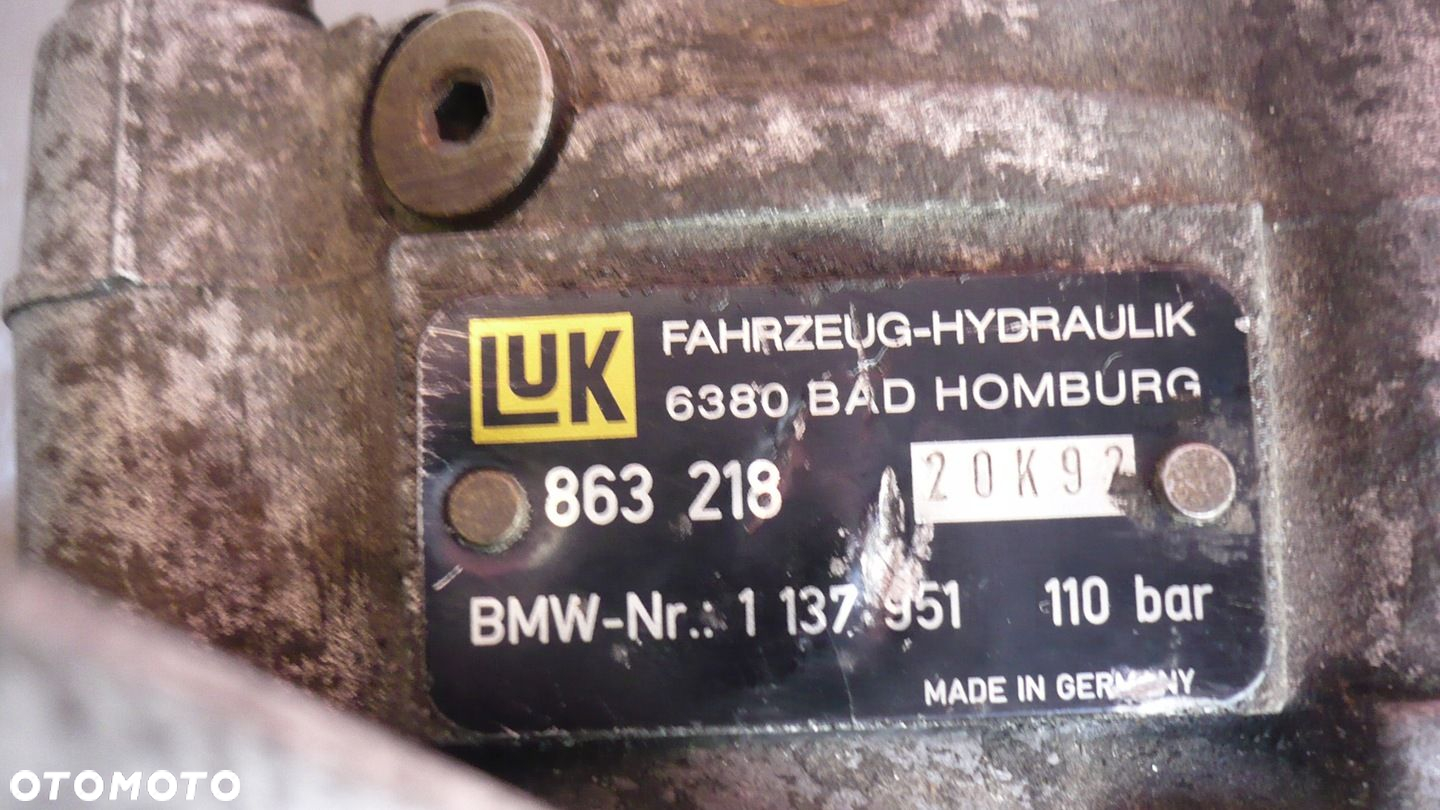 LUK
FAHRZEUG-HYDRAULIK
6380 BAD HOMBURG
863 218 20K92
BMW-Nr.: 1 137 951 110 bar
MADE IN GERMANY
OTOMOTO